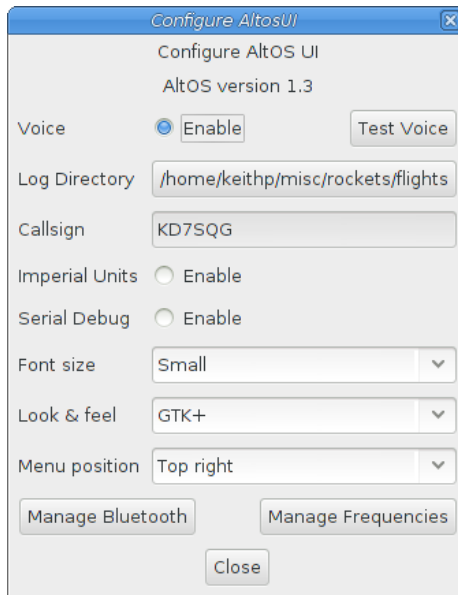 Configure AltosUI
Configure AltOS UI
AltOS version 1.3
Voice Enable Test Voice
Log Directory /home/keithp/misc/rockets/flights
Callsign KD7SQG
Imperial Units Enable
Serial Debug Enable
Font size Small
Look & feel GTK+
Menu position Top right
Manage Bluetooth Manage Frequencies
Close